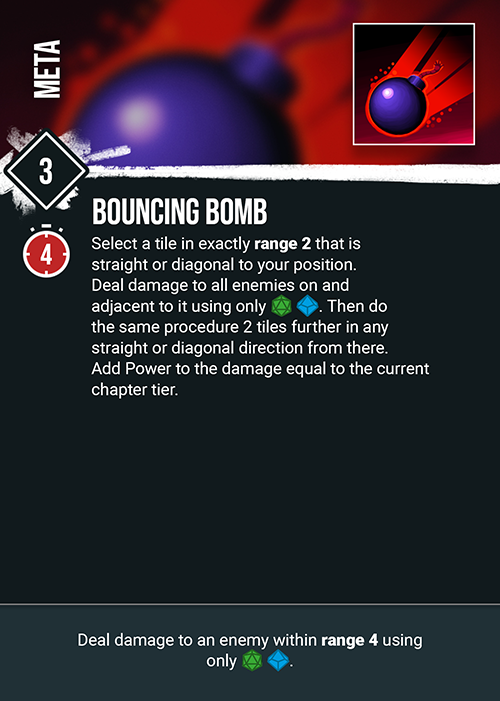 META
3
BOUNCING BOMB
4
Select a tile in exactly range 2 that is
straight or diagonal to your position.
Deal damage to all enemies on and
adjacent to it using only . Then do
the same procedure 2 tiles further in any
straight or diagonal direction from there.
Add Power to the damage equal to the current
chapter tier.
Deal damage to an enemy within range 4 using
only .